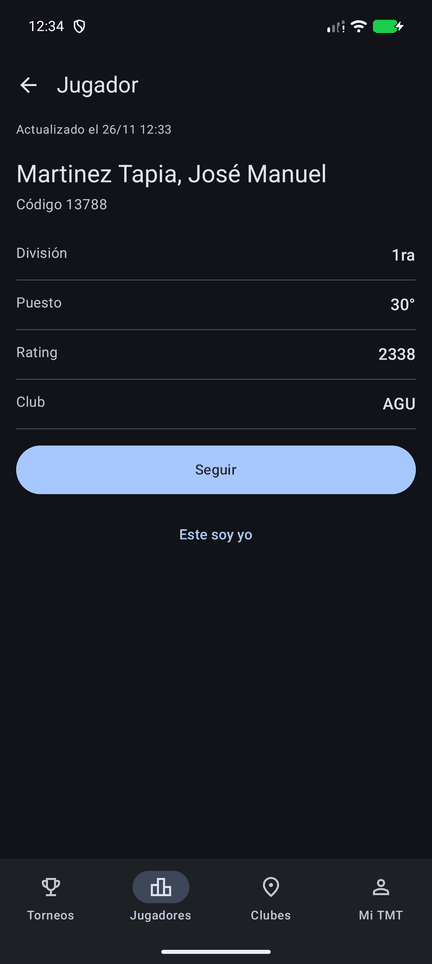 12:34
Jugador
Actualizado el 26/11 12:33
Martinez Tapia, José Manuel
Código 13788
División 1ra
Puesto 30°
Rating 2338
Club AGU
Seguir
Este soy yo
Torneos Jugadores Clubes Mi TMT